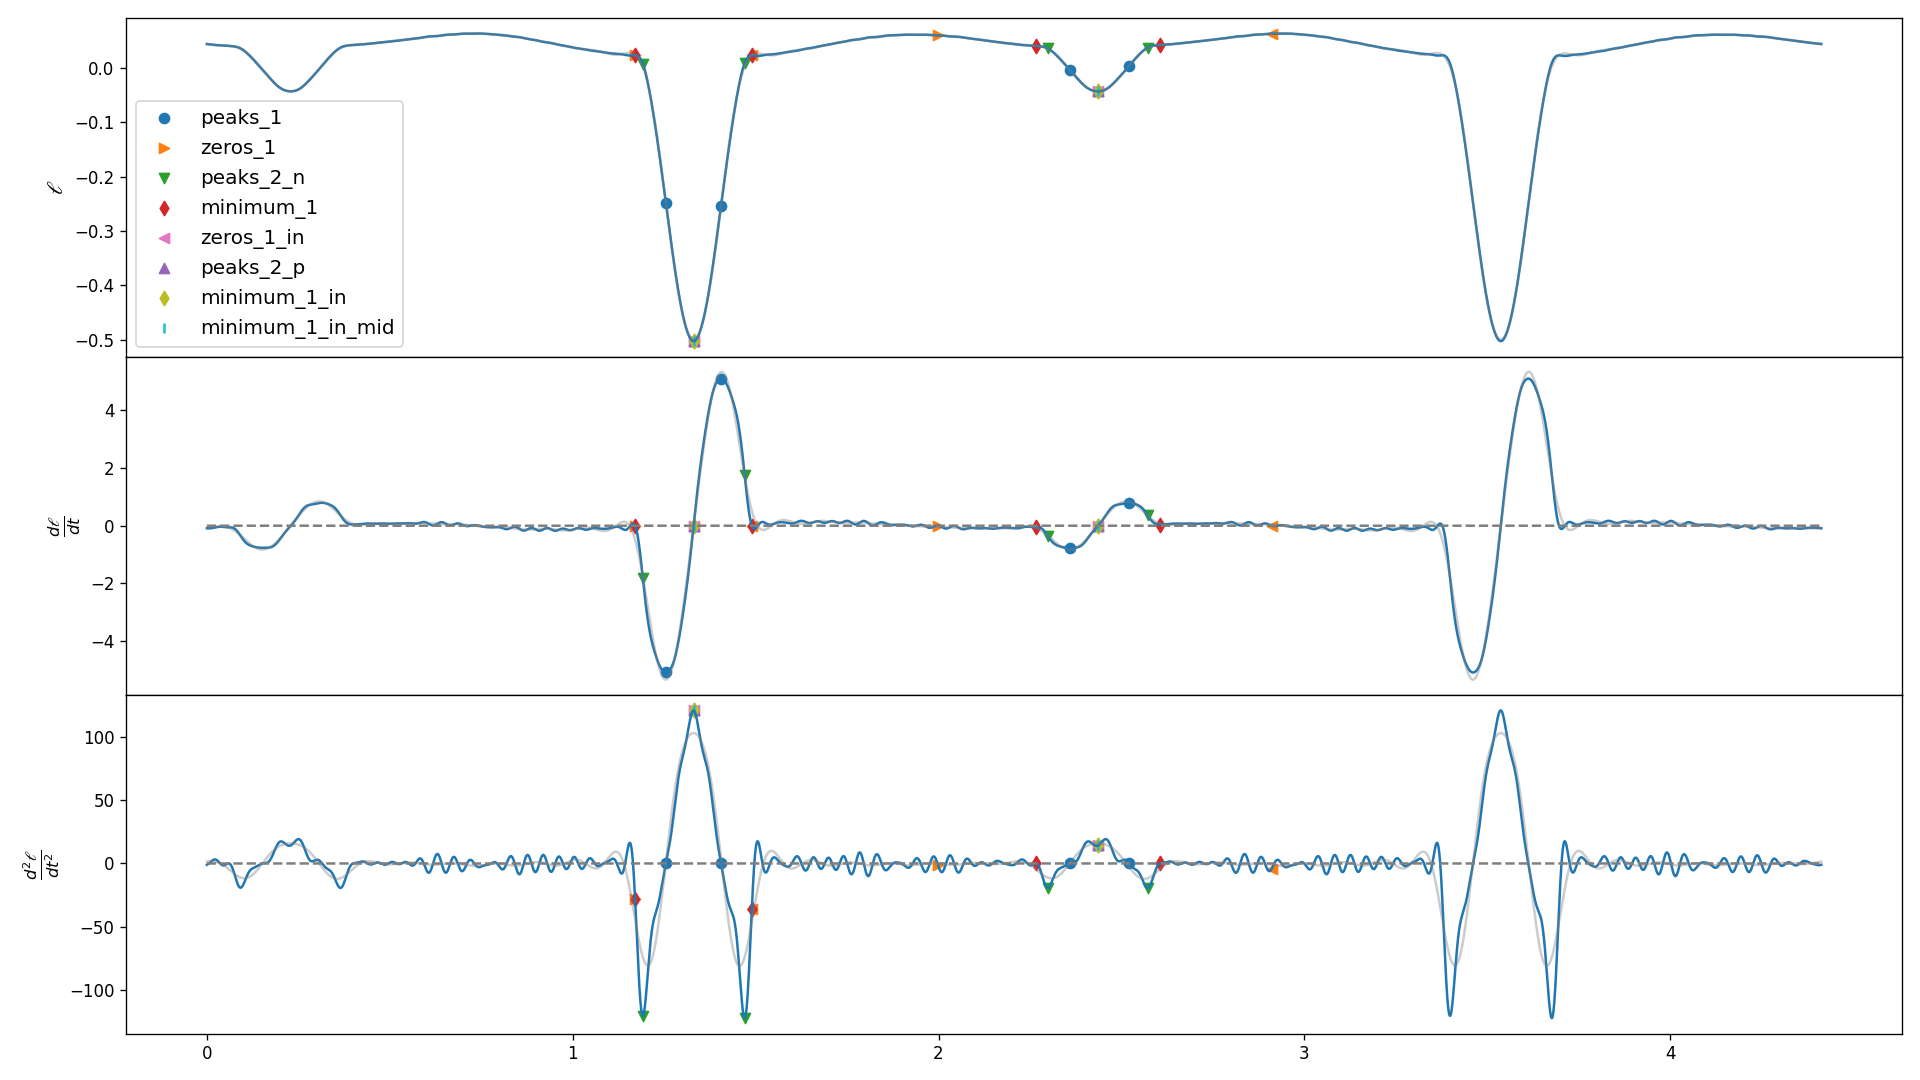 0.0
−0.1
−0.2
−0.3
−0.4
−0.5
ℓ
peaks_1
zeros_1
peaks_2_n
minimum_1
zeros_1_in
peaks_2_p
minimum_1_in
minimum_1_in_mid
4
2
0
−2
−4
dℓ
dt
100
50
0
−50
−100
d²ℓ
dt²
0 1 2 3 4